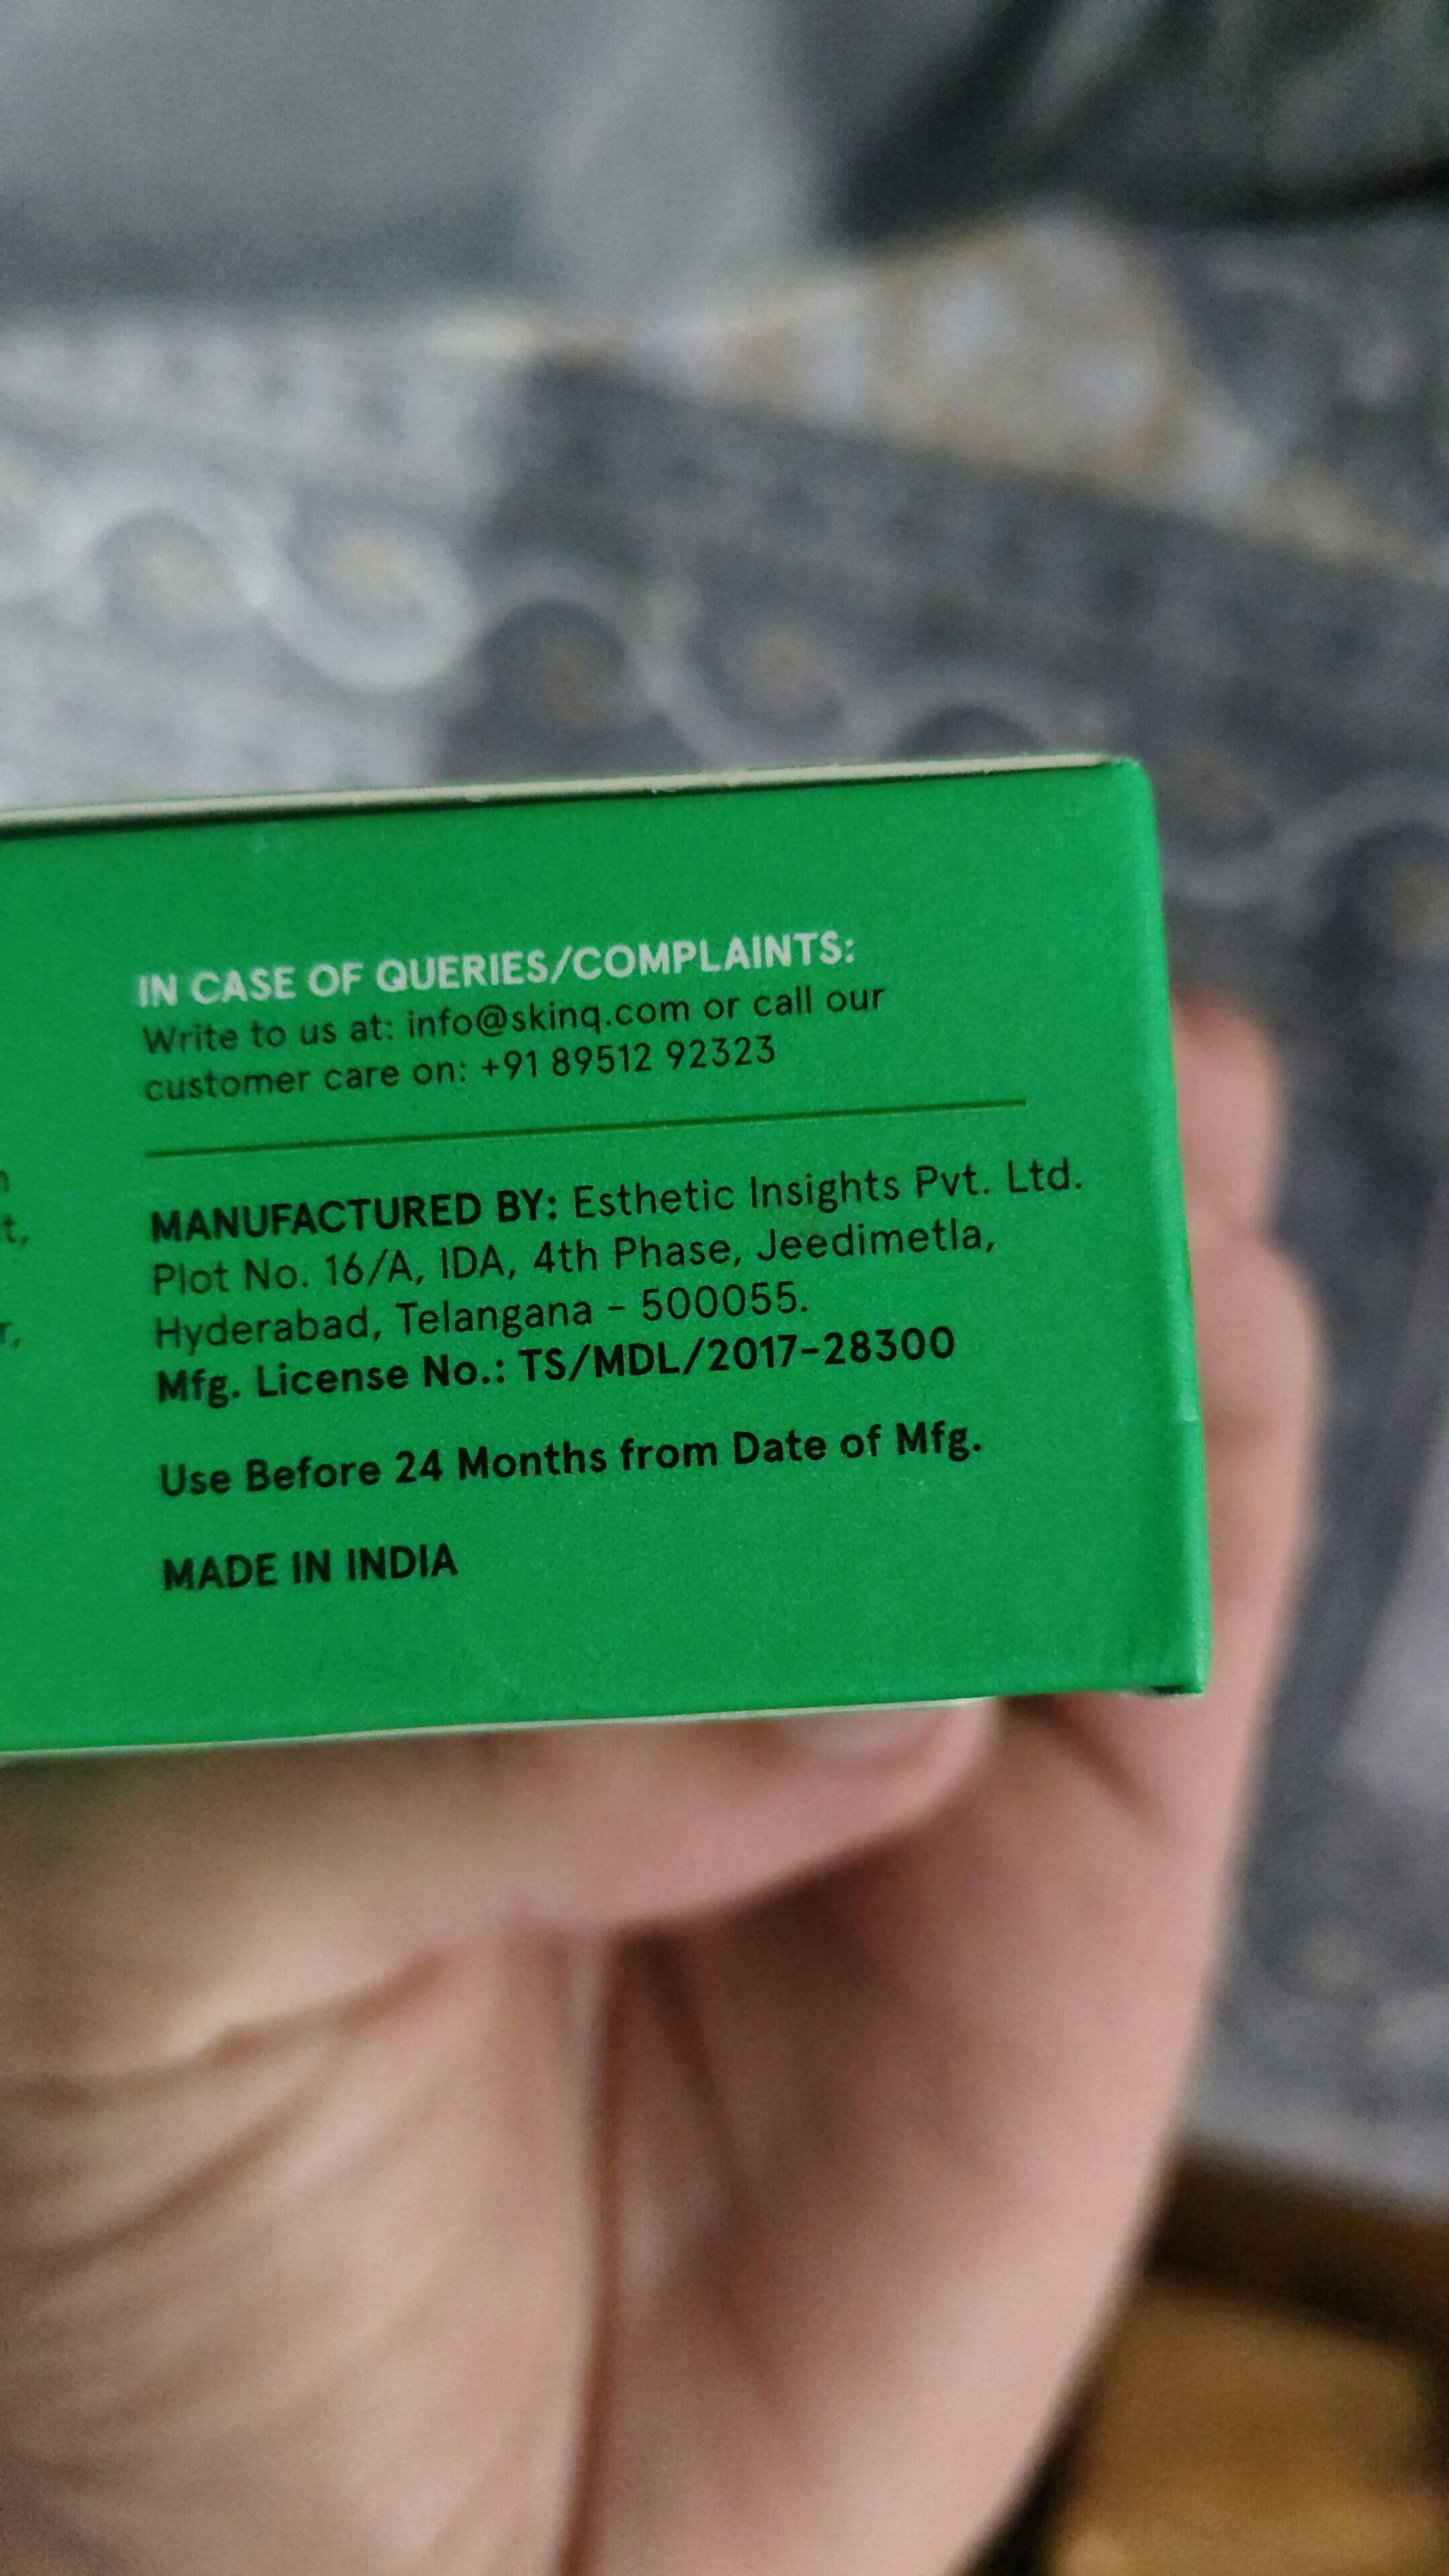 IN CASE OF QUERIES/COMPLAINTS:
Write to us at: info@skinq.com or call our
customer care on: +91 89512 92323
MANUFACTURED BY: Esthetic Insights Pvt. Ltd.
Plot No. 16/A, IDA, 4th Phase, Jeedimetla,
Hyderabad, Telangana - 500055.
Mfg. License No.: TS/MDL/2017-28300
Use Before 24 Months from Date of Mfg.
MADE IN INDIA